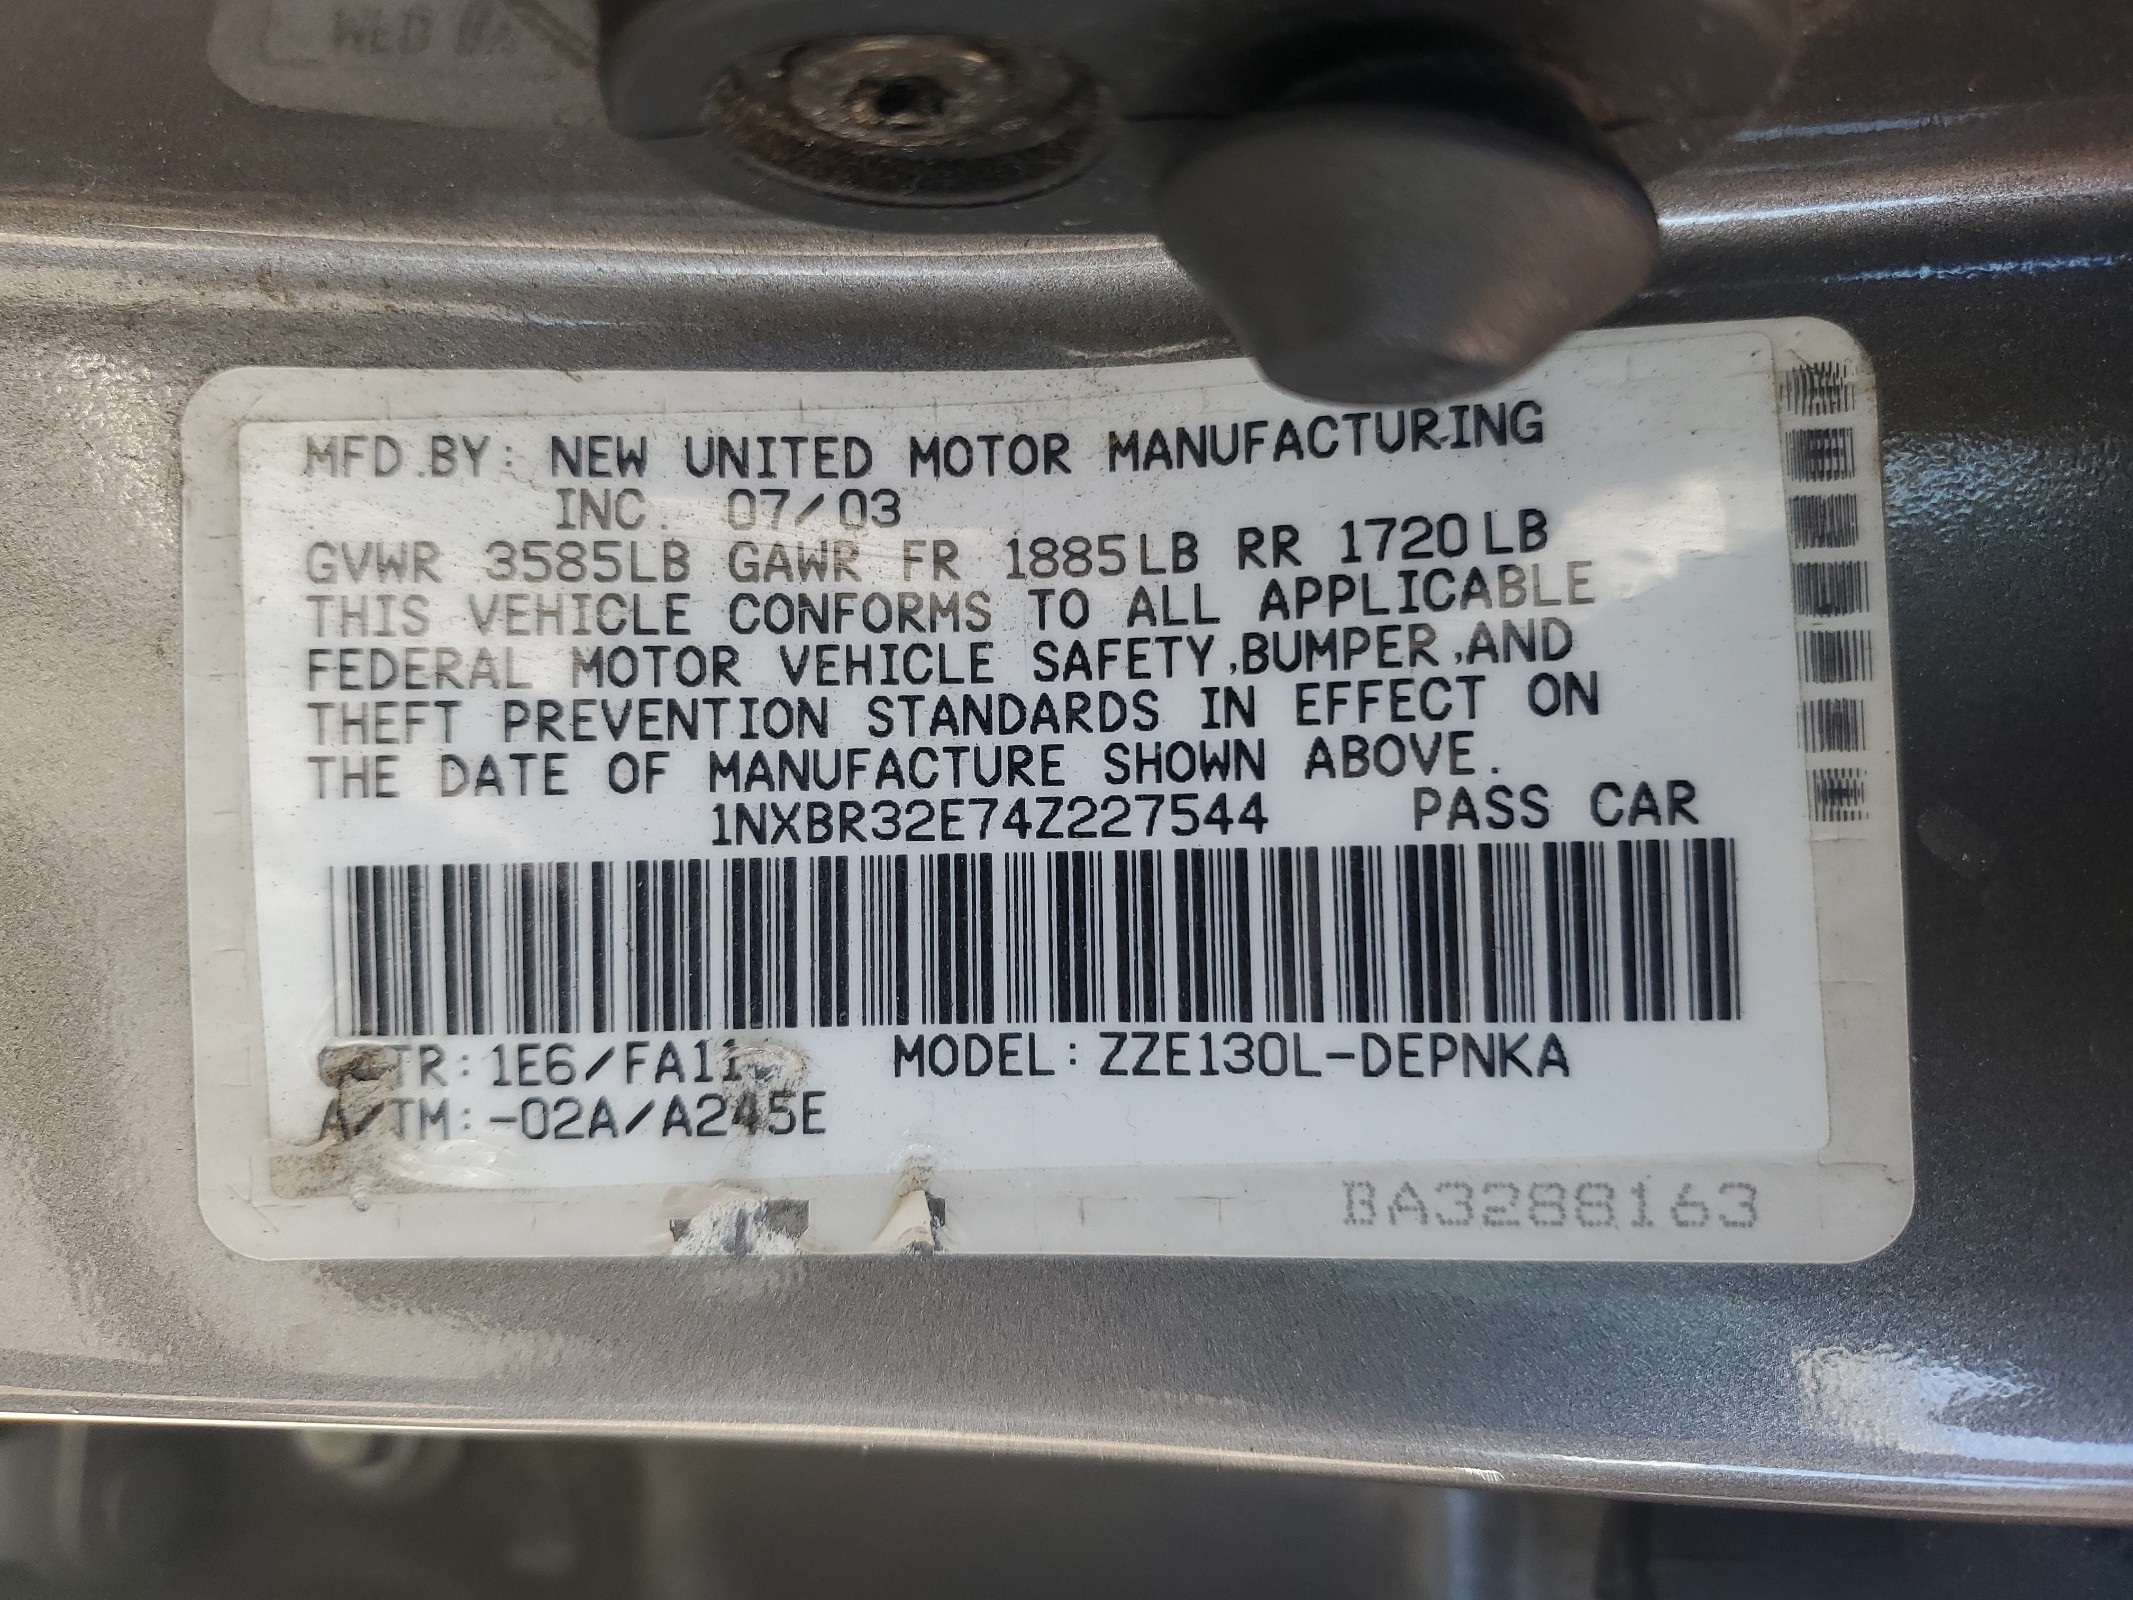 WED
MFD.BY: NEW UNITED MOTOR MANUFACTURING
INC. 07/03
GVWR 3585LB GAWR FR 1885LB RR 1720LB
THIS VEHICLE CONFORMS TO ALL APPLICABLE
FEDERAL MOTOR VEHICLE SAFETY,BUMPER,AND
THEFT PREVENTION STANDARDS IN EFFECT ON
THE DATE OF MANUFACTURE SHOWN ABOVE.
1NXBR32E74Z227544 PASS CAR
MODEL: ZZE130L-DEPNKA
A/TM: -02A/A245E
BA3288163